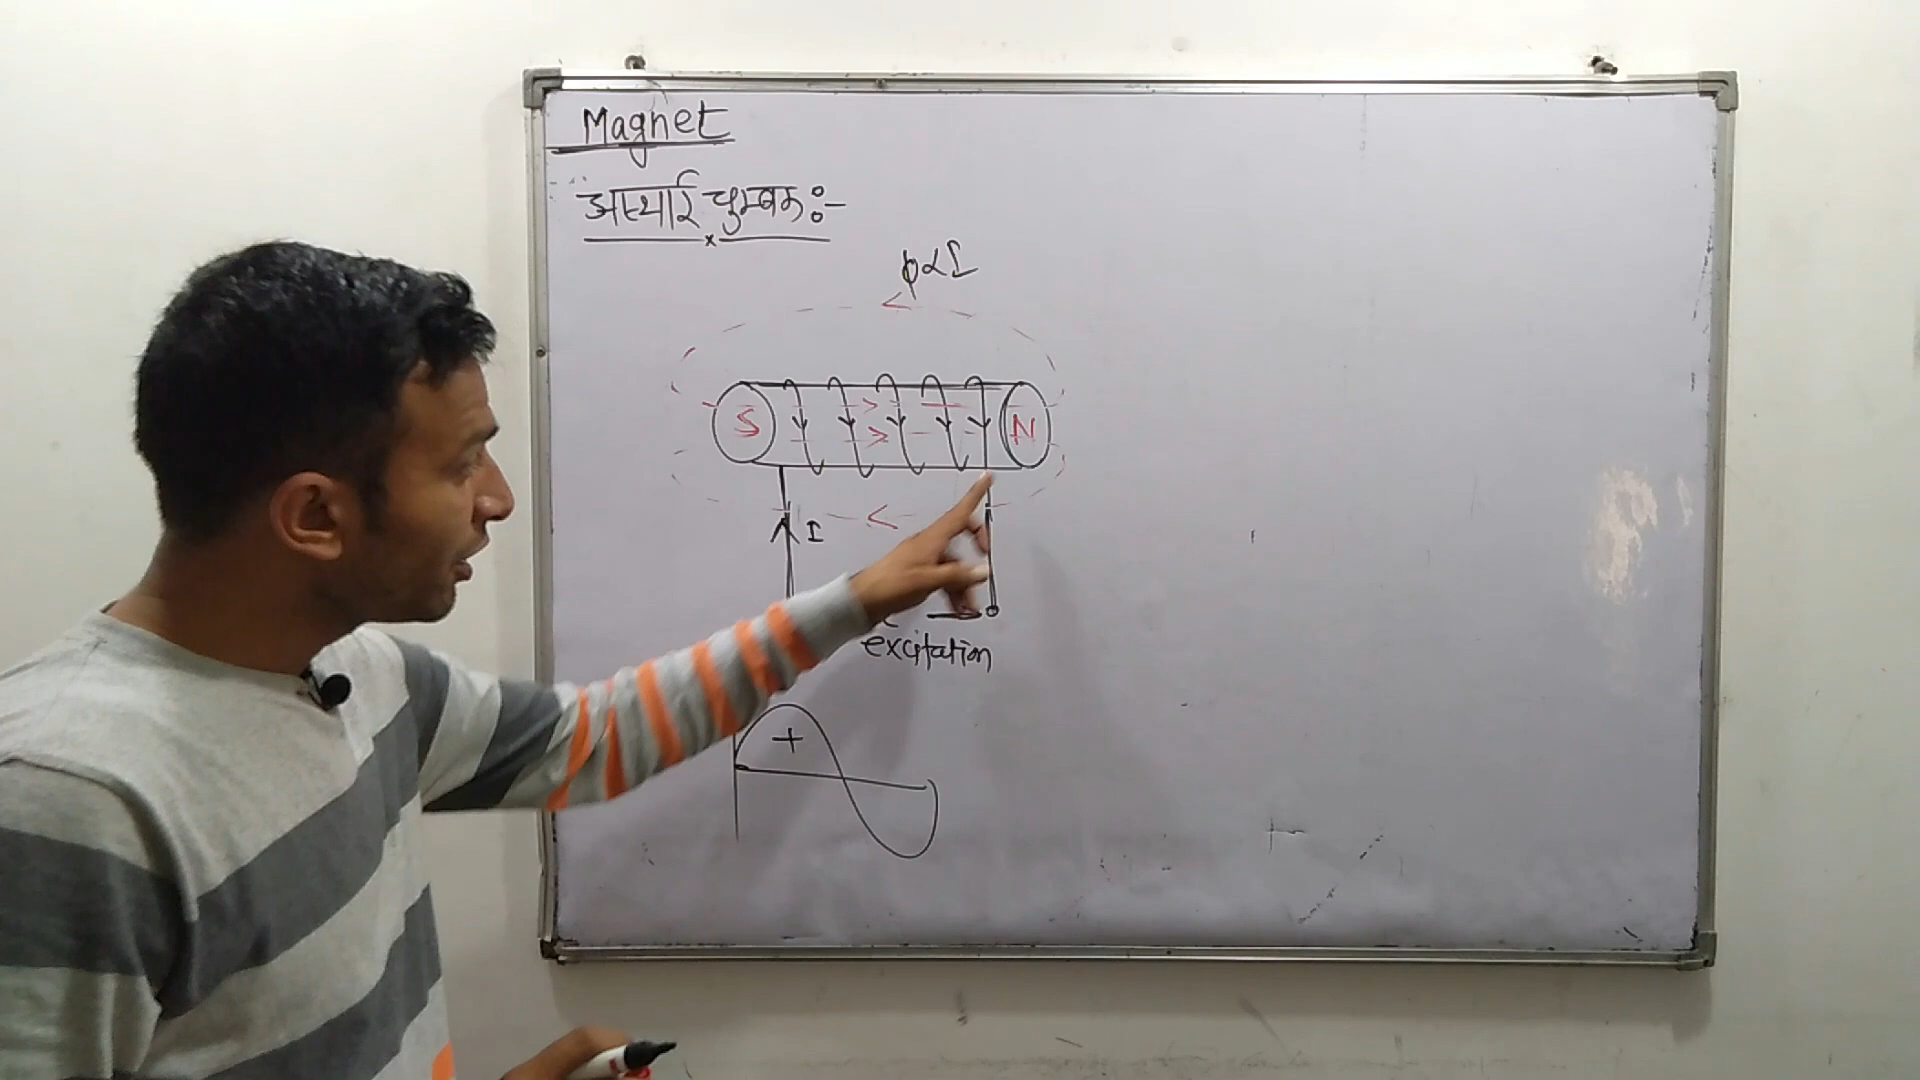 Magnet
अस्थाई चुम्बक :-
φ∝I
S N
I
excitation
+